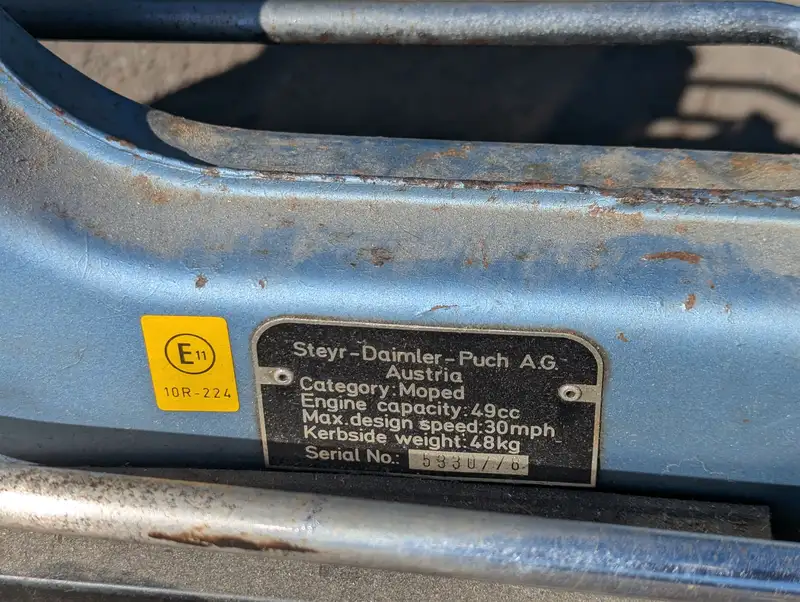 E11
10R-224
Steyr-Daimler-Puch A.G.
Austria
Category:Moped
Engine capacity:49cc
Max.design speed:30mph
Kerbside weight:48kg
Serial No.: